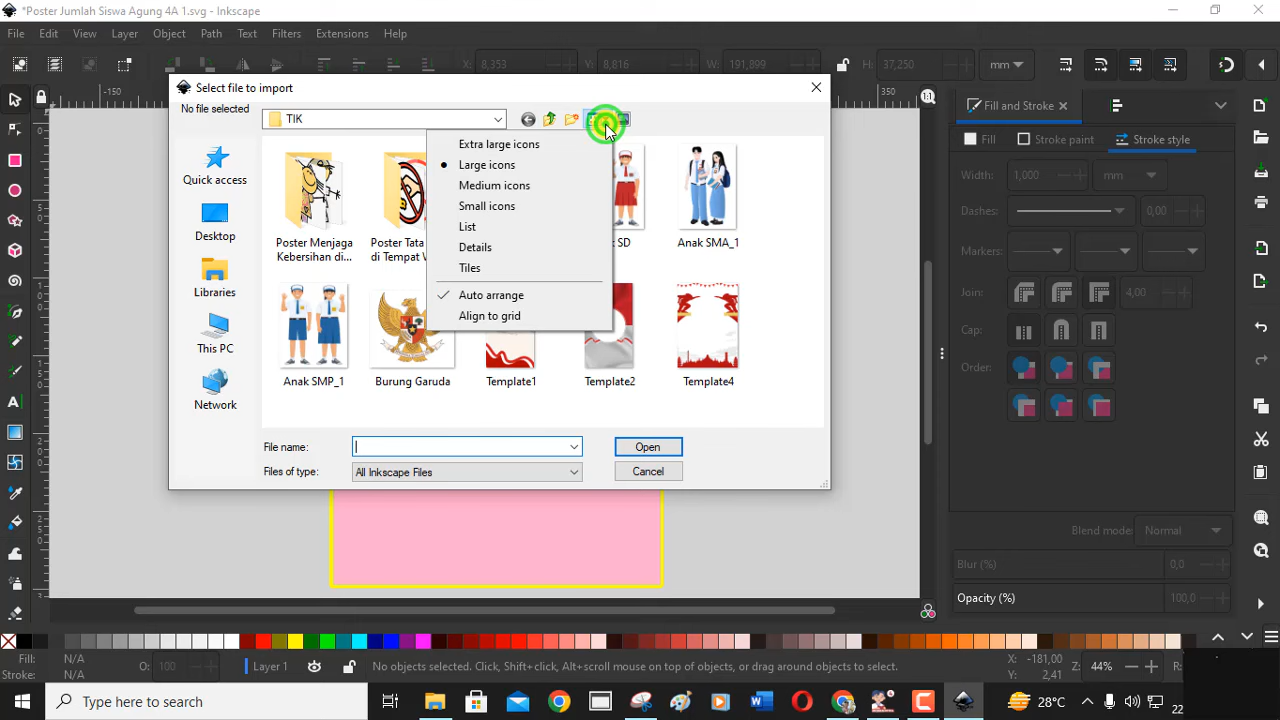 *Poster Jumlah Siswa Agung 4A 1.svg - Inkscape
File Edit View Layer Object Path Text Filters Extensions Help
X: 8,353 Y: 8,816 W: 191,899 H: 37,250 mm
-150 350
Select file to import
No file selected
TIK
Quick access
Desktop
Libraries
This PC
Network
Extra large icons
Large icons
Medium icons
Small icons
List
Details
Tiles
Auto arrange
Align to grid
Poster Menjaga
Kebersihan di...
Poster Tata
di Tempat
SD
Anak SMA_1
Anak SMP_1
Burung Garuda
Template1
Template2
Template4
File name:
Open
Files of type:
All Inkscape Files
Cancel
1:1
Fill and Stroke
Fill
Stroke paint
Stroke style
Width: 1,000 mm
Dashes: 0,00
Markers:
Join: 4,00
Cap:
Order:
Blend mode: Normal
Blur (%) 0,0
Opacity (%) 100,0
Fill: N/A
Stroke: N/A
O: 100
Layer 1
No objects selected. Click, Shift+click, Alt+scroll mouse on top of objects, or drag around objects to select.
X: -181,00
Y: 2,41
Z: 44%
R:
Type here to search
28°C
22